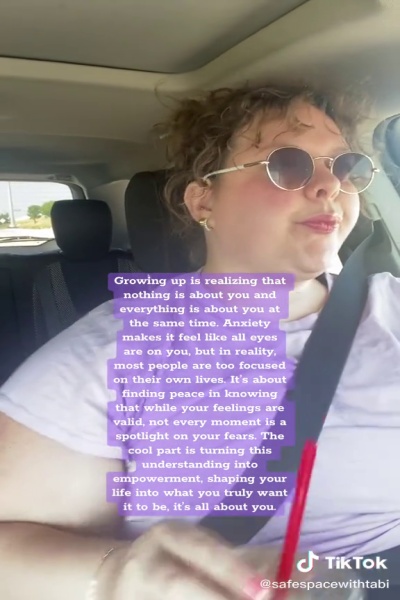 Growing up is realizing that
nothing is about you and
everything is about you at
the same time. Anxiety
makes it feel like all eyes
are on you, but in reality,
most people are too focused
on their own lives. It's about
finding peace in knowing
that while your feelings are
valid, not every moment is a
spotlight on your fears. The
cool part is turning this
understanding into
empowerment, shaping your
life into what you truly want
it to be, it's all about you.
TikTok
@safespacewithtabi